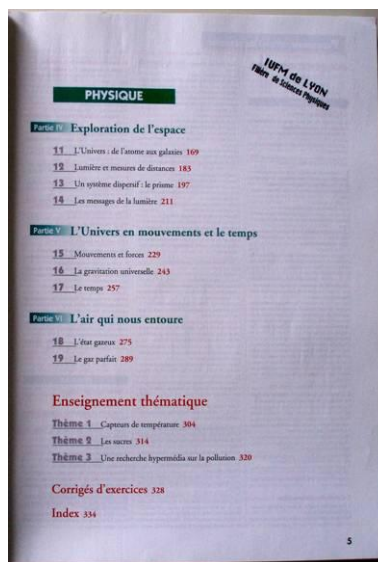 IUFM de LYON
Filière de Sciences Physiques
PHYSIQUE
Partie IV Exploration de l'espace
11 L'Univers : de l'atome aux galaxies 169
12 Lumière et mesures de distances 183
13 Un système dispersif : le prisme 197
14 Les messages de la lumière 211
Partie V L'Univers en mouvements et le temps
15 Mouvements et forces 229
16 La gravitation universelle 243
17 Le temps 257
Partie VI L'air qui nous entoure
18 L'état gazeux 275
19 Le gaz parfait 289
Enseignement thématique
Thème 1 Capteurs de température 304
Thème 2 Les sucres 314
Thème 3 Une recherche hypermédia sur la pollution 320
Corrigés d'exercices 328
Index 334
5